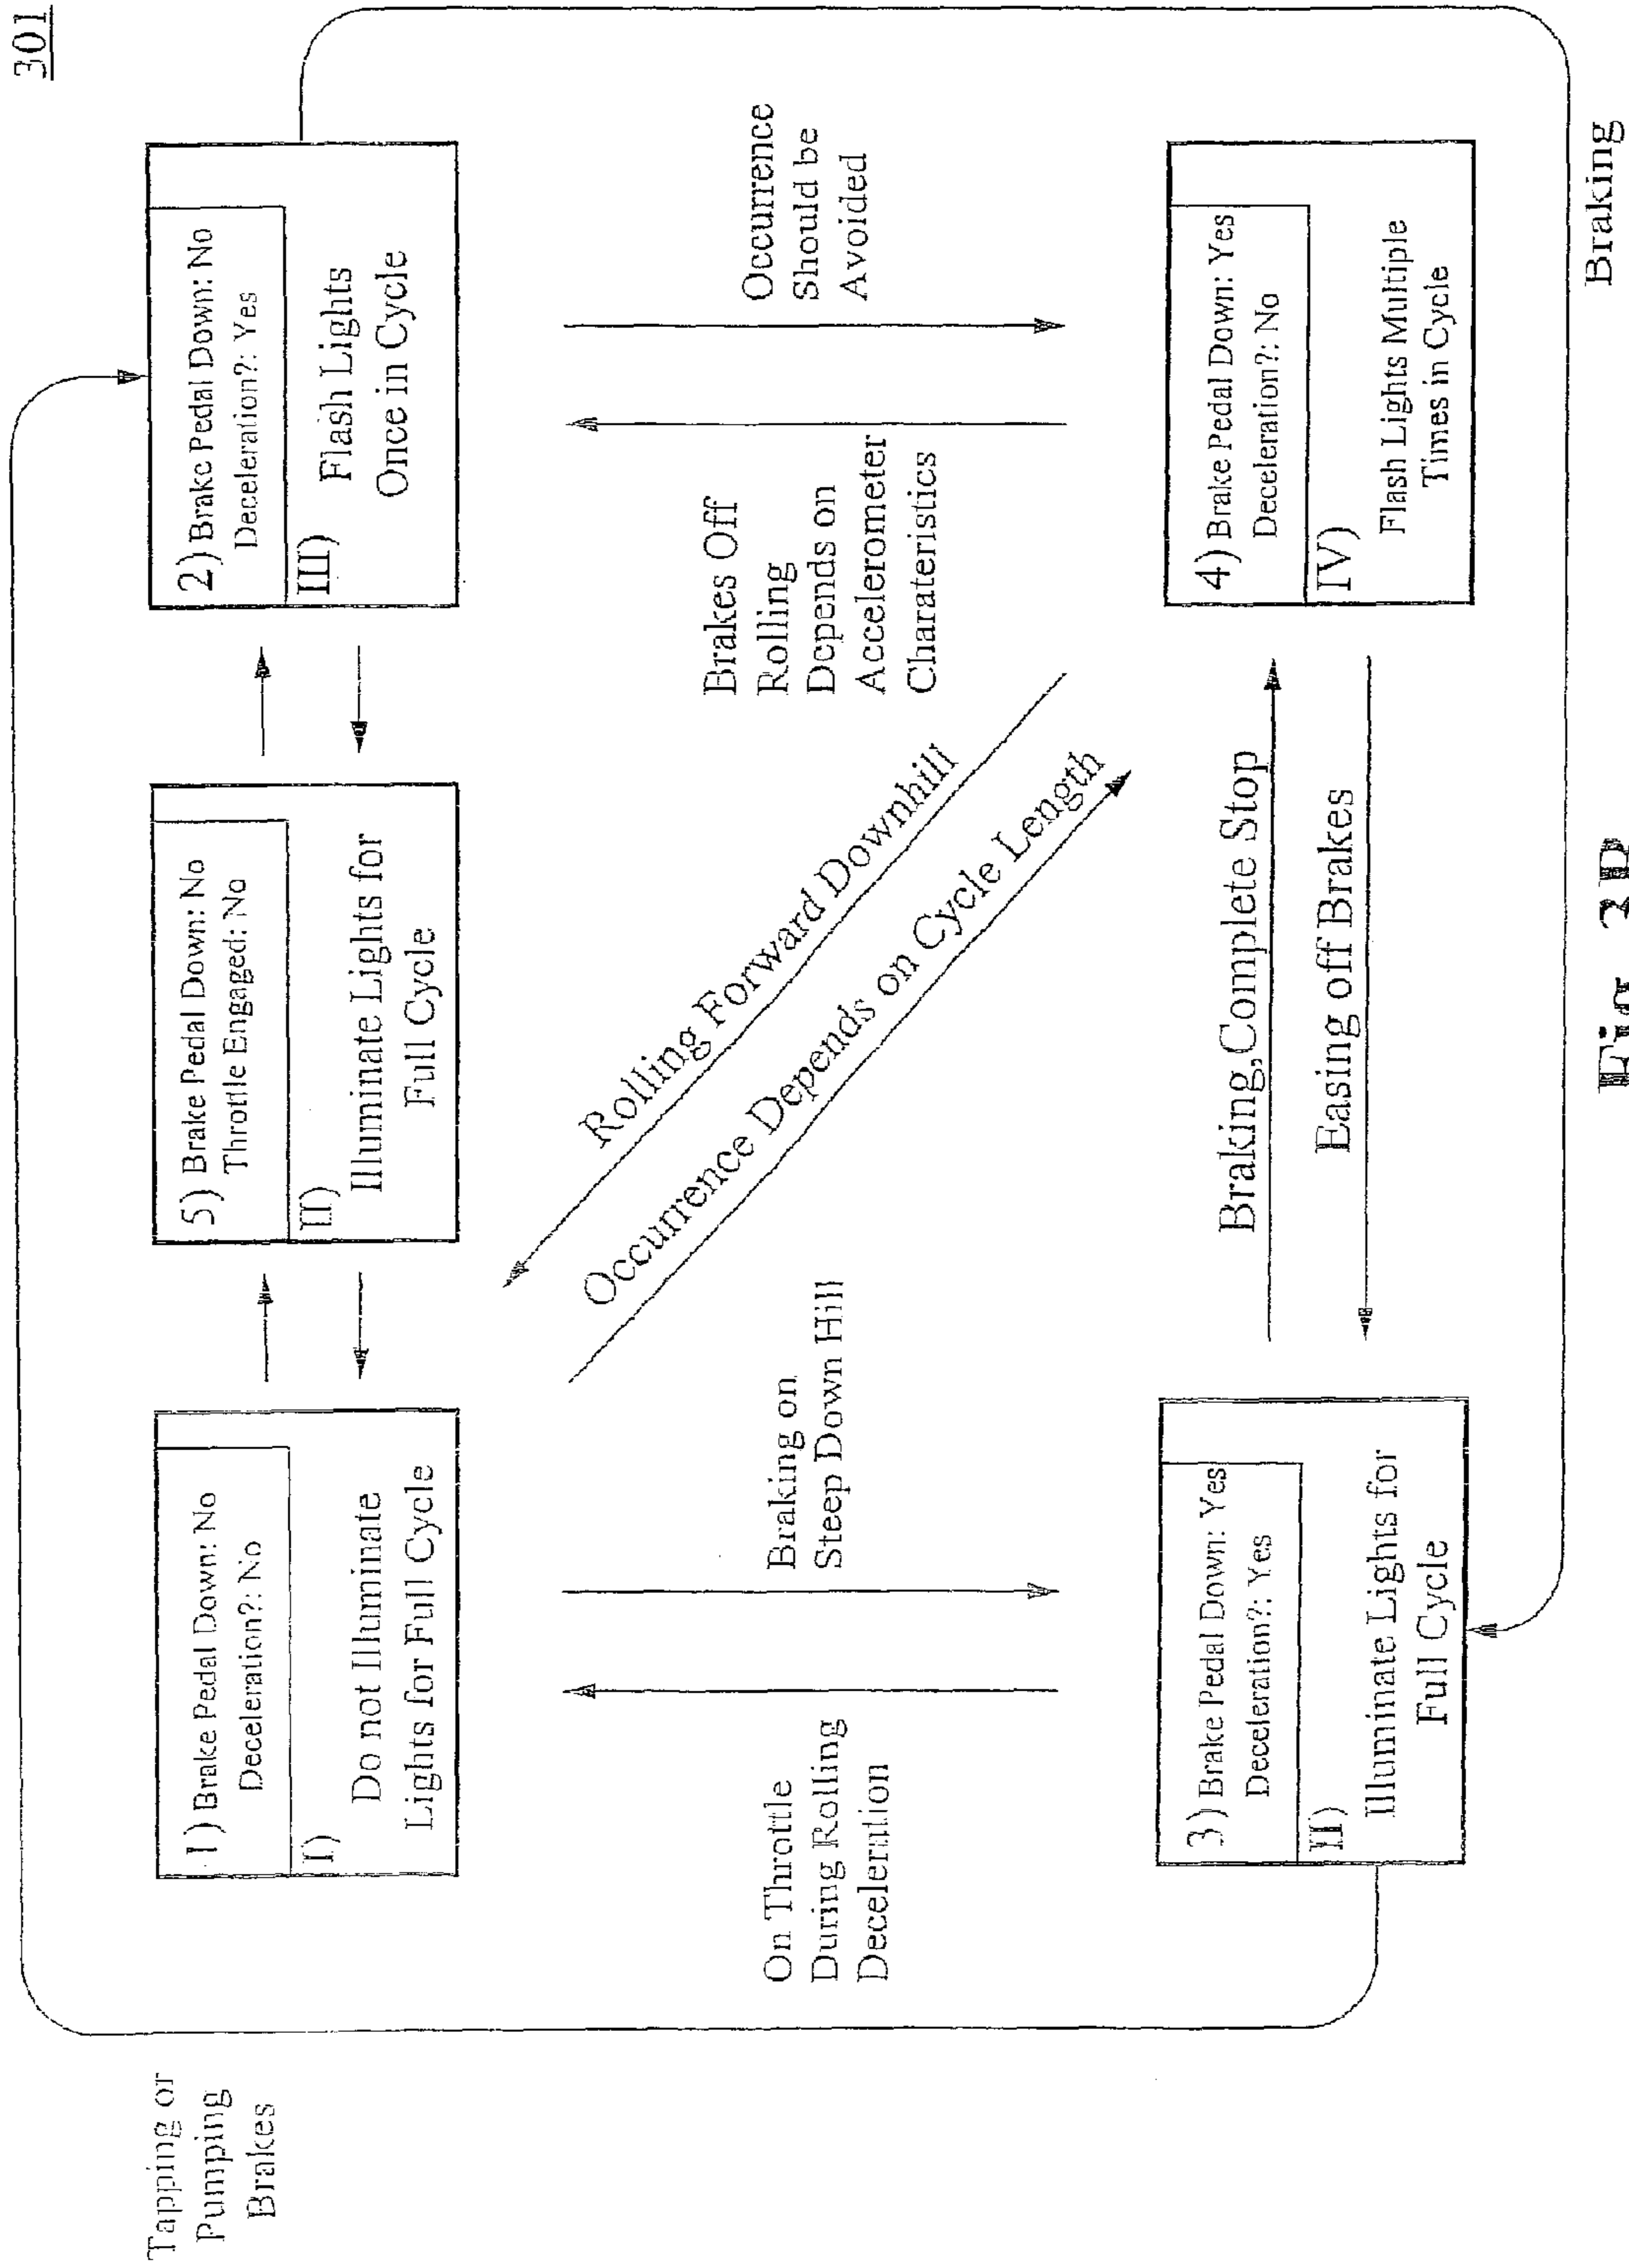 301
Tapping or
Pumping
Brakes
1) Brake Pedal Down: No
Deceleration?: No
I)
Do not Illuminate
Lights for Full Cycle
5) Brake Pedal Down: No
Throttle Engaged: No
II)
Illuminate Lights for
Full Cycle
2) Brake Pedal Down: No
Deceleration?: Yes
III)
Flash Lights
Once in Cycle
On Throttle
During Rolling
Deceleration
Braking on
Steep Down Hill
Rolling Forward Downhill
Occurrence Depends on Cycle Length
Brakes Off
Rolling
Depends on
Accelerometer
Charateristics
Occurrence
Should be
Avoided
3) Brake Pedal Down: Yes
Deceleration?: Yes
II)
Illuminate Lights for
Full Cycle
Braking,Complete Stop
Easing off Brakes
4) Brake Pedal Down: Yes
Deceleration?: No
IV)
Flash Lights Multiple
Times in Cycle
Braking